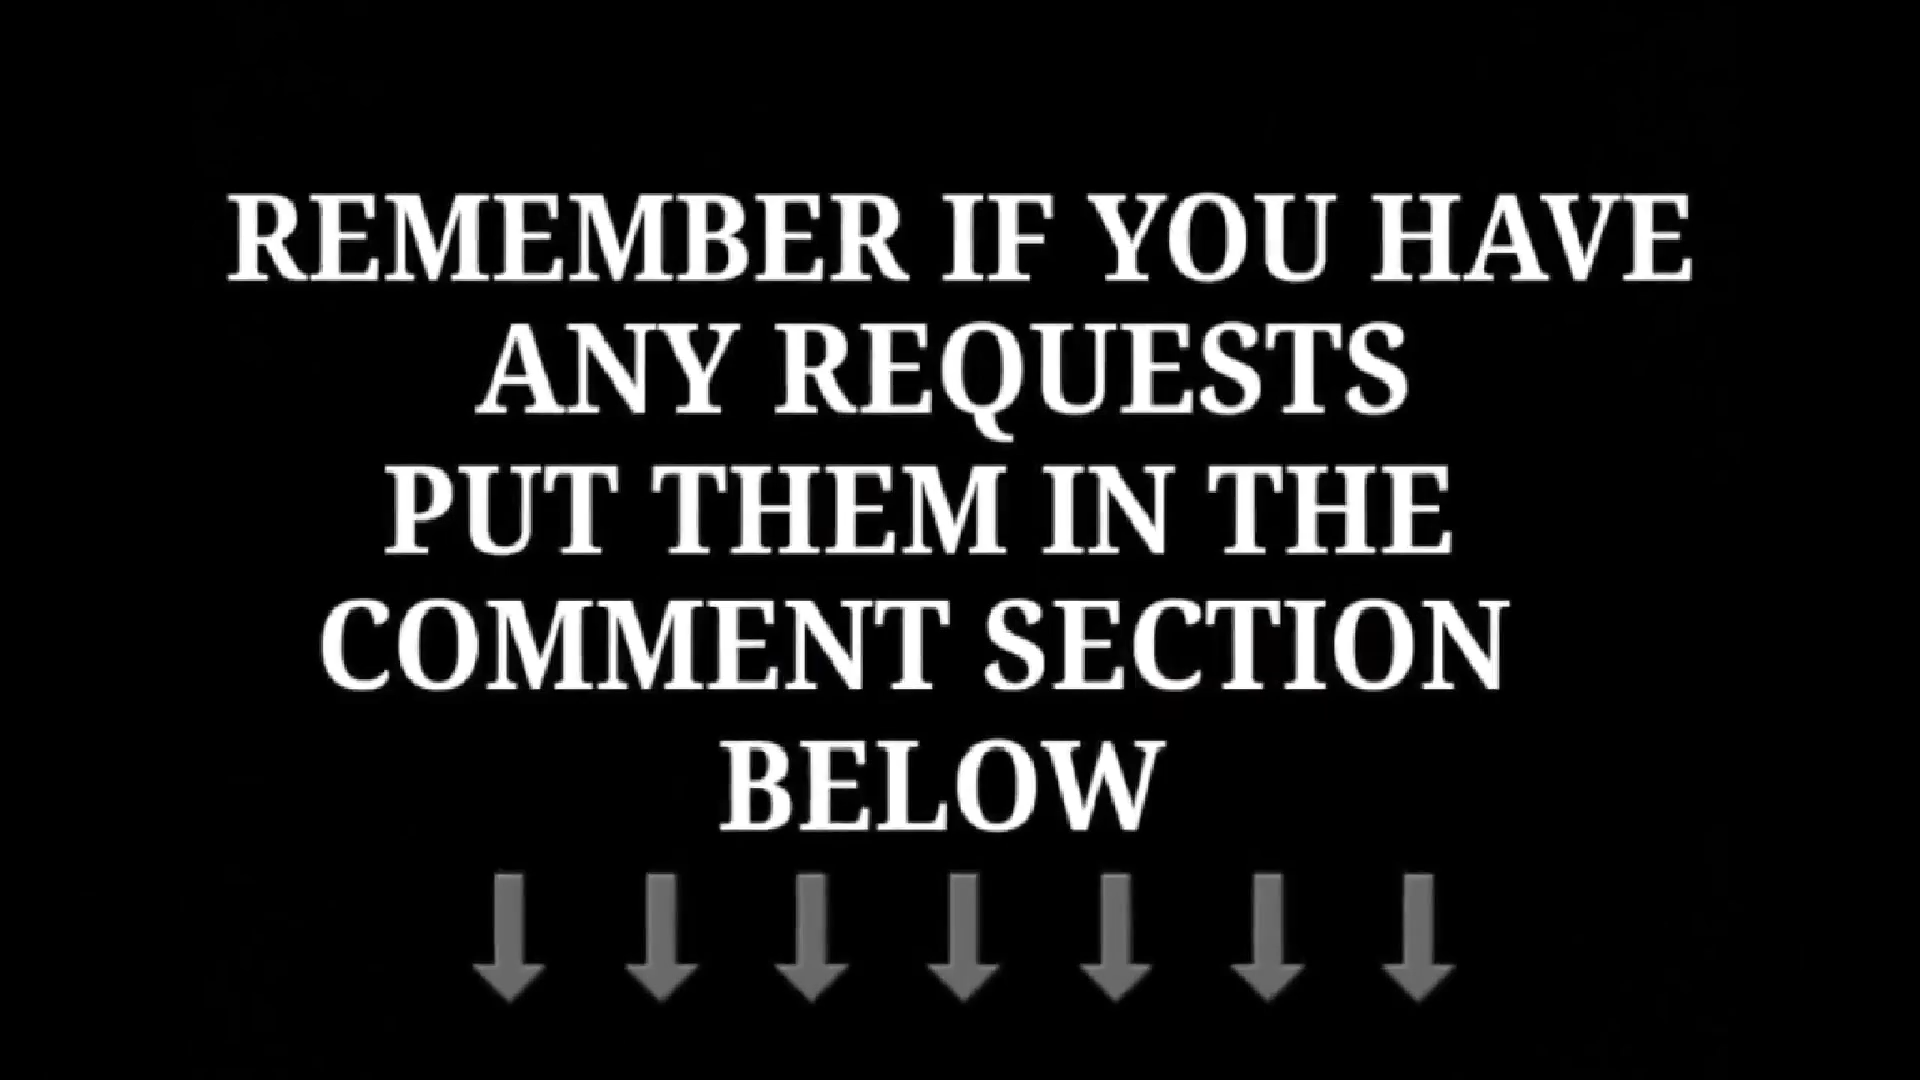 REMEMBER IF YOU HAVE
ANY REQUESTS
PUT THEM IN THE
COMMENT SECTION
BELOW